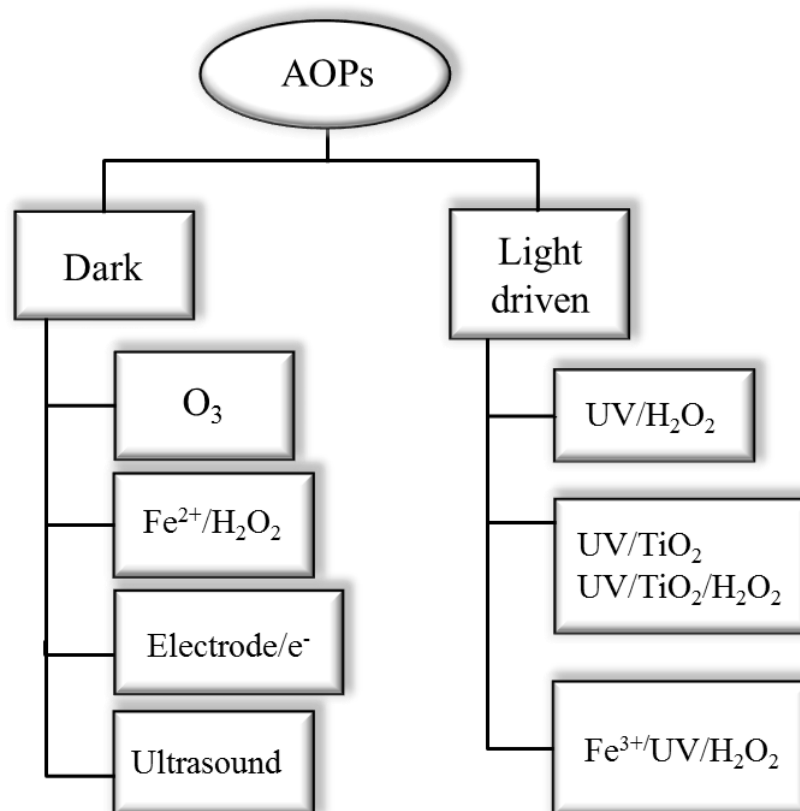 AOPs
Dark
O₃
Fe²⁺/H₂O₂
Electrode/e⁻
Ultrasound
Light
driven
UV/H₂O₂
UV/TiO₂
UV/TiO₂/H₂O₂
Fe³⁺/UV/H₂O₂